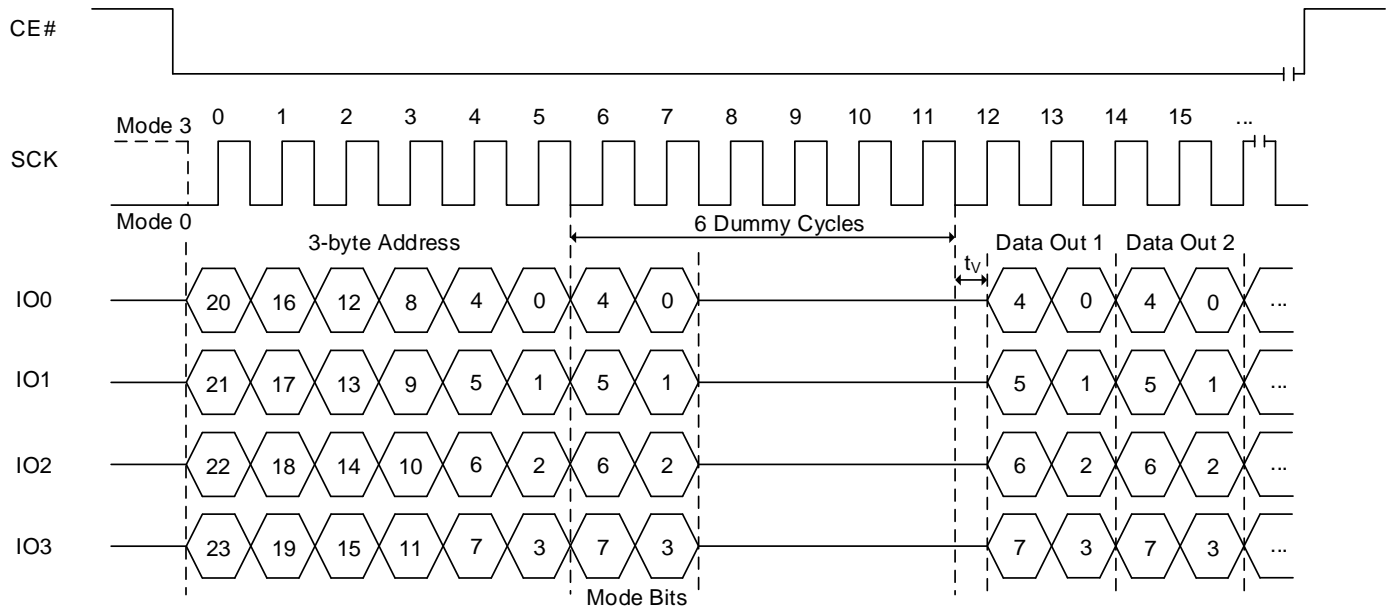 CE#
Mode 3 0 1 2 3 4 5 6 7 8 9 10 11 12 13 14 15 ...
SCK
Mode 0
6 Dummy Cycles
3-byte Address Data Out 1 Data Out 2
tV
IO0 20 16 12 8 4 0 4 0 4 0 4 0 ...
IO1 21 17 13 9 5 1 5 1 5 1 5 1 ...
IO2 22 18 14 10 6 2 6 2 6 2 6 2 ...
IO3 23 19 15 11 7 3 7 3 7 3 7 3 ...
Mode Bits